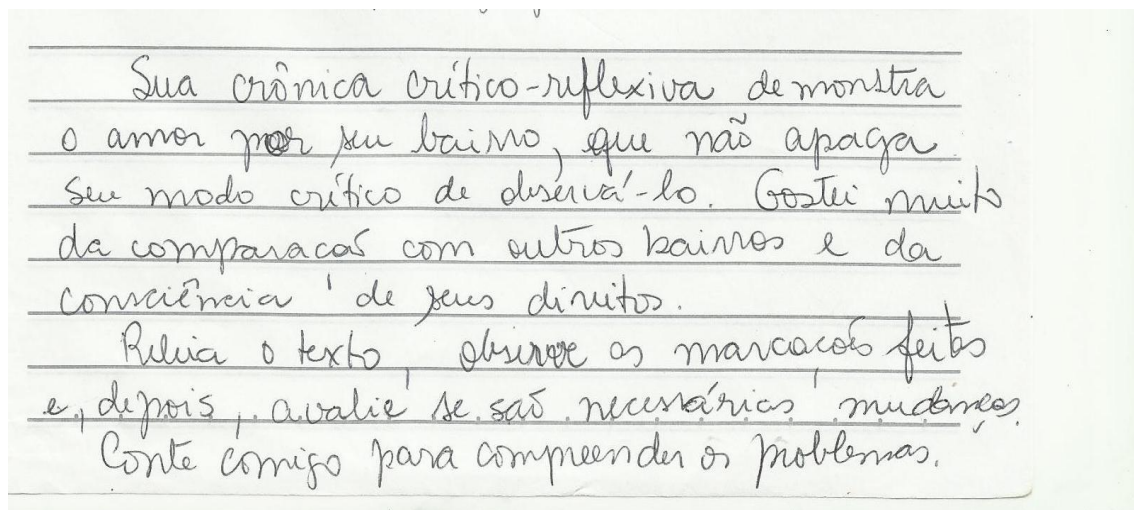 Sua crônica crítico-reflexiva demonstra
o amor por seu bairro, que não apaga
seu modo crítico de observá-lo. Gostei muito
da comparação com outros bairros e da
consciência de seus direitos.
Releia o texto, observe as marcações feitas
e, depois, avalie se são necessárias mudanças.
Conte comigo para compreender os problemas.